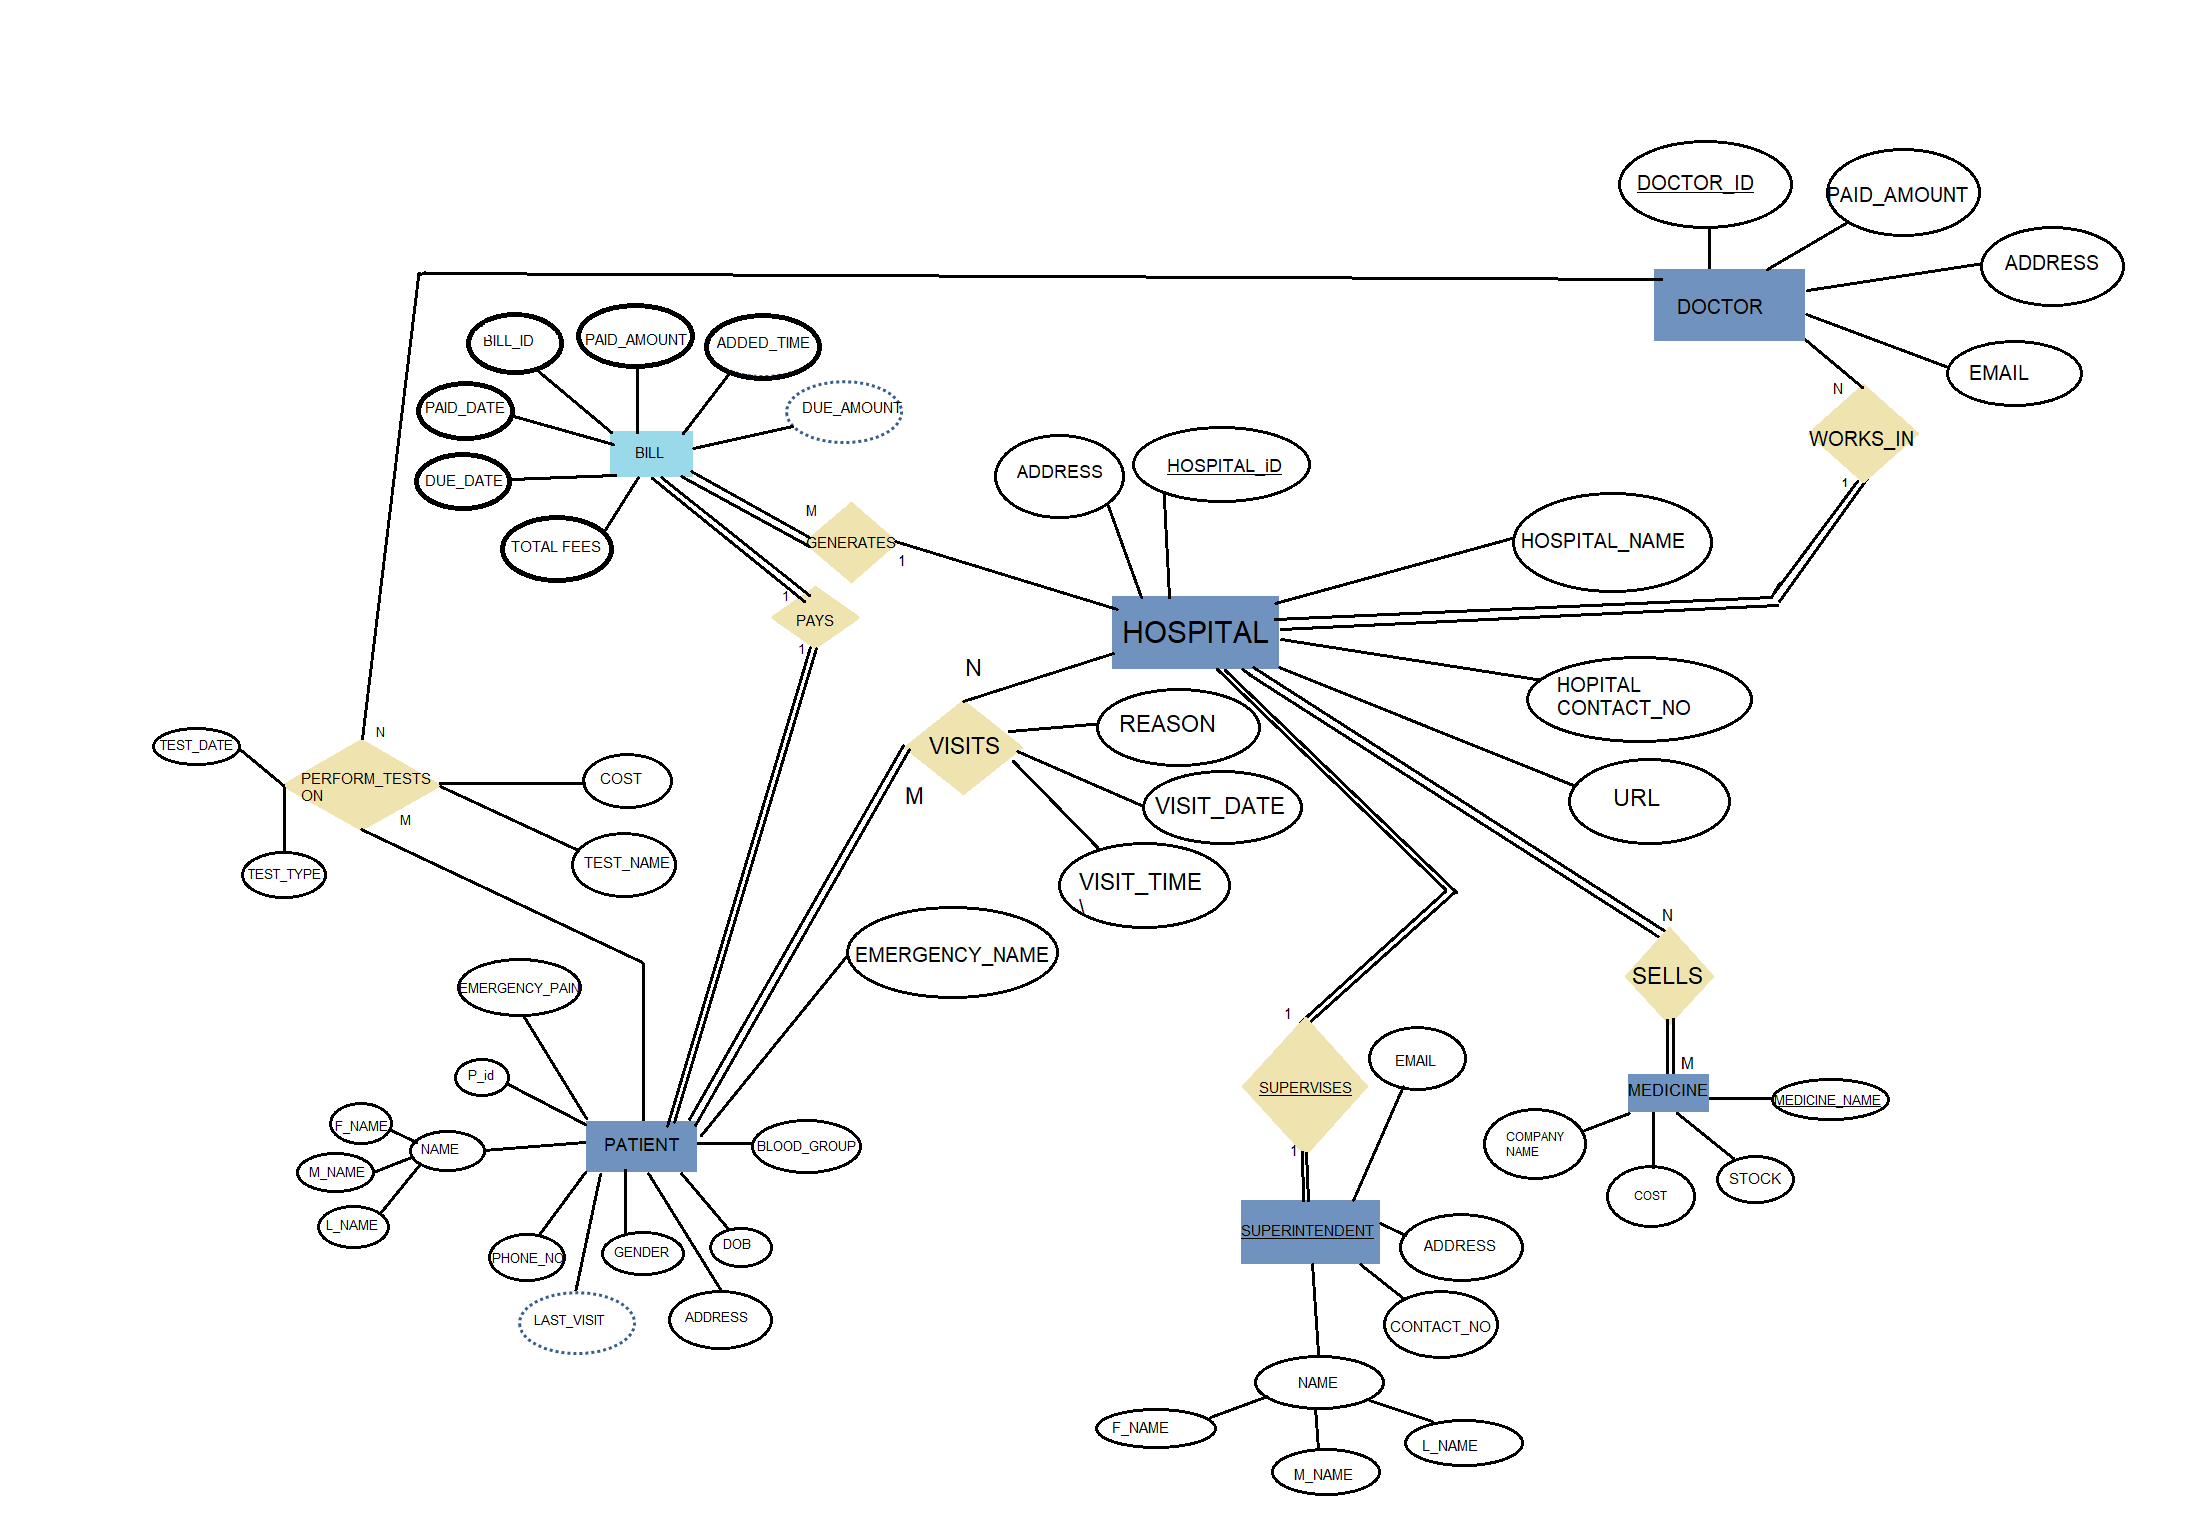 DOCTOR_ID
PAID_AMOUNT
ADDRESS
DOCTOR
EMAIL
N
WORKS_IN
1
BILL_ID
PAID_AMOUNT
ADDED_TIME
PAID_DATE
DUE_AMOUNT
BILL
DUE_DATE
TOTAL FEES
M
GENERATES
1
ADDRESS
HOSPITAL_iD
HOSPITAL_NAME
1
PAYS
1
HOSPITAL
HOPITAL
CONTACT_NO
URL
N
VISITS
M
REASON
VISIT_DATE
VISIT_TIME
\
N
TEST_DATE
PERFORM_TESTS
ON
M
COST
TEST_NAME
TEST_TYPE
EMERGENCY_NAME
EMERGENCY_PAIN
P_id
F_NAME
NAME
M_NAME
L_NAME
PATIENT
BLOOD_GROUP
PHONE_NO
GENDER
DOB
LAST_VISIT
ADDRESS
N
SELLS
M
MEDICINE
MEDICINE_NAME
COMPANY
NAME
COST
STOCK
1
SUPERVISES
1
EMAIL
SUPERINTENDENT
ADDRESS
CONTACT_NO
NAME
F_NAME
M_NAME
L_NAME